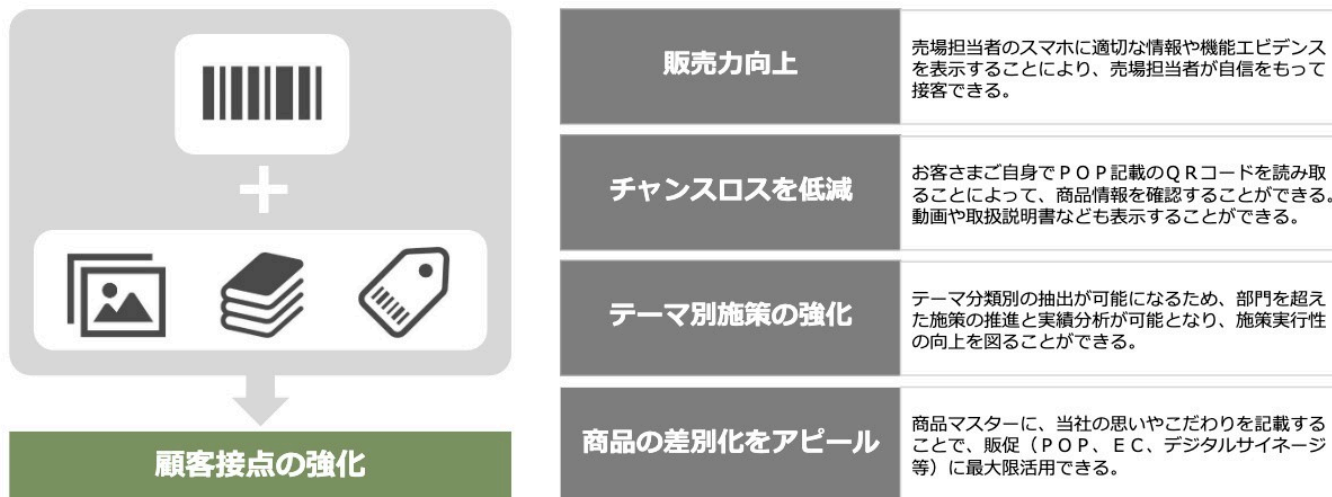 顧客接点の強化
販売力向上
売場担当者のスマホに適切な情報や機能エビデンス
を表示することにより、売場担当者が自信をもって
接客できる。
チャンスロスを低減
お客さまご自身でＰＯＰ記載のＱＲコードを読み取
ることによって、商品情報を確認することができる。
動画や取扱説明書なども表示することができる。
テーマ別施策の強化
テーマ分類別の抽出が可能になるため、部門を超え
た施策の推進と実績分析が可能となり、施策実行性
の向上を図ることができる。
商品の差別化をアピール
商品マスターに、当社の思いやこだわりを記載する
ことで、販促（ＰＯＰ、ＥＣ、デジタルサイネージ
等）に最大限活用できる。